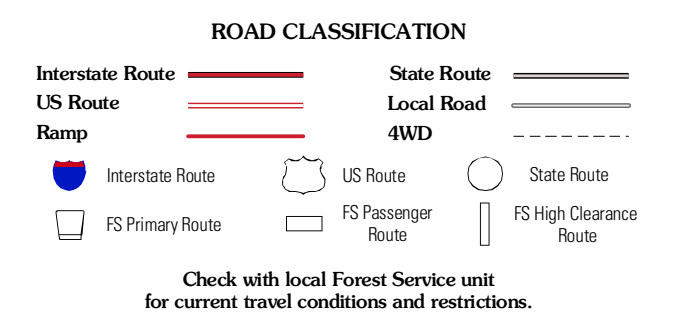 ROAD CLASSIFICATION
Interstate Route
State Route
US Route
Local Road
Ramp
4WD
Interstate Route
US Route
State Route
FS Primary Route
FS Passenger
Route
FS High Clearance
Route
Check with local Forest Service unit
for current travel conditions and restrictions.